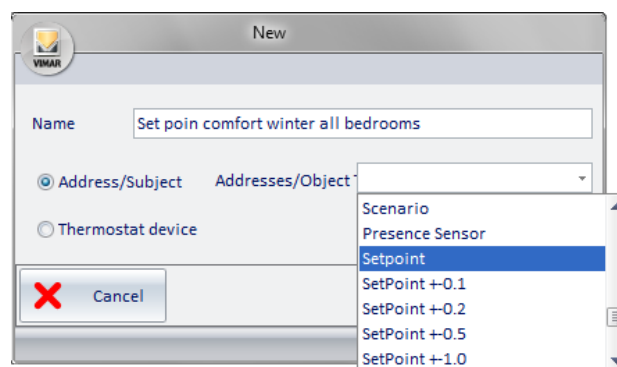 New
VIMAR
Name Set poin comfort winter all bedrooms
Address/Subject Addresses/Object
Thermostat device
Scenario
Presence Sensor
Setpoint
SetPoint +-0.1
SetPoint +-0.2
SetPoint +-0.5
SetPoint +-1.0
Cancel